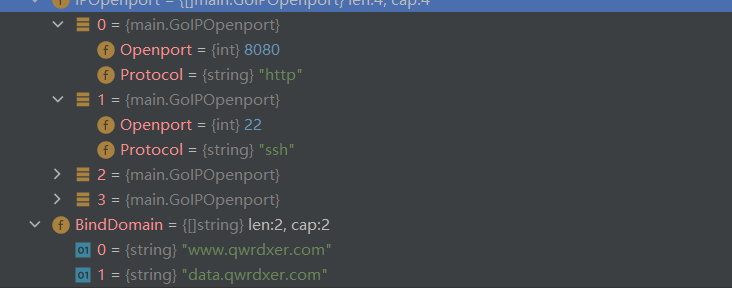 IPOpenport = {[]main.GoIPOpenport} len:4, cap:4
0 = {main.GoIPOpenport}
f Openport = {int} 8080
f Protocol = {string} "http"
1 = {main.GoIPOpenport}
f Openport = {int} 22
f Protocol = {string} "ssh"
2 = {main.GoIPOpenport}
3 = {main.GoIPOpenport}
f BindDomain = {[]string} len:2, cap:2
01 0 = {string} "www.qwrdxer.com"
01 1 = {string} "data.qwrdxer.com"